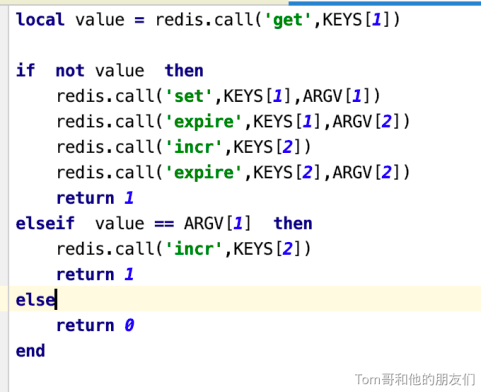 local value = redis.call('get',KEYS[1])
if  not value  then
    redis.call('set',KEYS[1],ARGV[1])
    redis.call('expire',KEYS[1],ARGV[2])
    redis.call('incr',KEYS[2])
    redis.call('expire',KEYS[2],ARGV[2])
    return 1
elseif  value == ARGV[1]  then
    redis.call('incr',KEYS[2])
    return 1
else
    return 0
end
Tom哥和他的朋友们